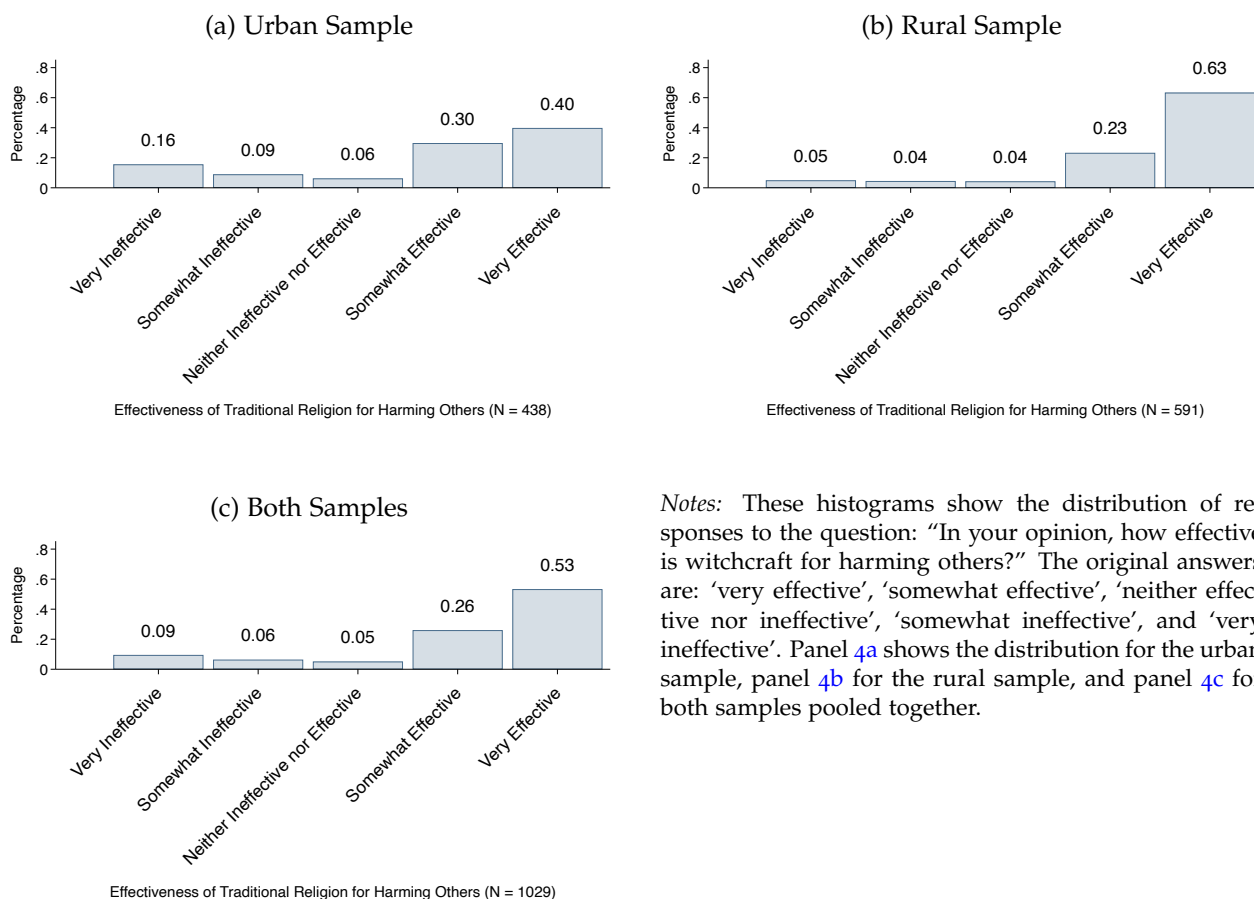 (a) Urban Sample
Percentage
.8
.6
.4
.2
0
0.16
0.09
0.06
0.30
0.40
Very Ineffective
Somewhat Ineffective
Neither Ineffective nor Effective
Somewhat Effective
Very Effective
Effectiveness of Traditional Religion for Harming Others (N = 438)
(b) Rural Sample
Percentage
.8
.6
.4
.2
0
0.05
0.04
0.04
0.23
0.63
Very Ineffective
Somewhat Ineffective
Neither Ineffective nor Effective
Somewhat Effective
Very Effective
Effectiveness of Traditional Religion for Harming Others (N = 591)
(c) Both Samples
Percentage
.8
.6
.4
.2
0
0.09
0.06
0.05
0.26
0.53
Very Ineffective
Somewhat Ineffective
Neither Ineffective nor Effective
Somewhat Effective
Very Effective
Effectiveness of Traditional Religion for Harming Others (N = 1029)
Notes: These histograms show the distribution of re
sponses to the question: “In your opinion, how effective
is witchcraft for harming others?” The original answers
are: ‘very effective’, ‘somewhat effective’, ‘neither effec
tive nor ineffective’, ‘somewhat ineffective’, and ‘very
ineffective’. Panel 4a shows the distribution for the urban
sample, panel 4b for the rural sample, and panel 4c for
both samples pooled together.